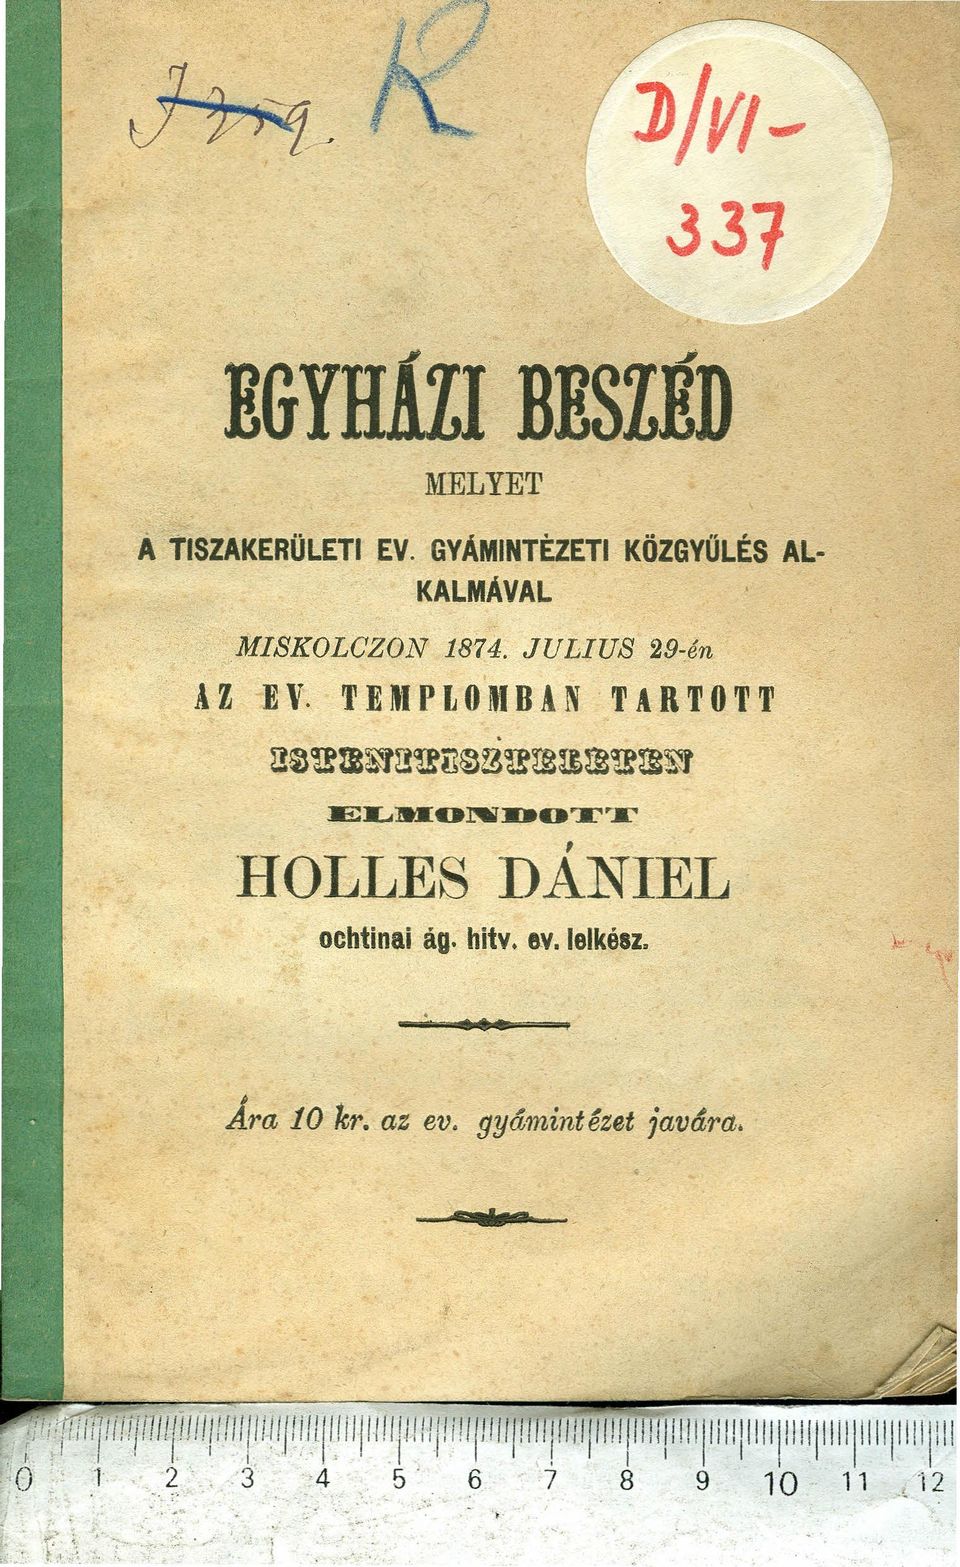 R
D/VI-
337
EGYHÁZI BESZÉD
MELYET
A TISZAKERÜLETI EV. GYÁMINTÈZETI KÖZGYŰLÉS AL-
KALMÁVAL
MISKOLCZON 1874. JULIUS 29-én
AZ EV. TEMPLOMBAN TARTOTT
ISTENITISZTELETEN
ELMONDOTT
HOLLES DÁNIEL
ochtinai ág. hitv. ev. lelkész.
Ára 10 kr. az ev. gyámintézet javára.
0 1 2 3 4 5 6 7 8 9 10 11 12